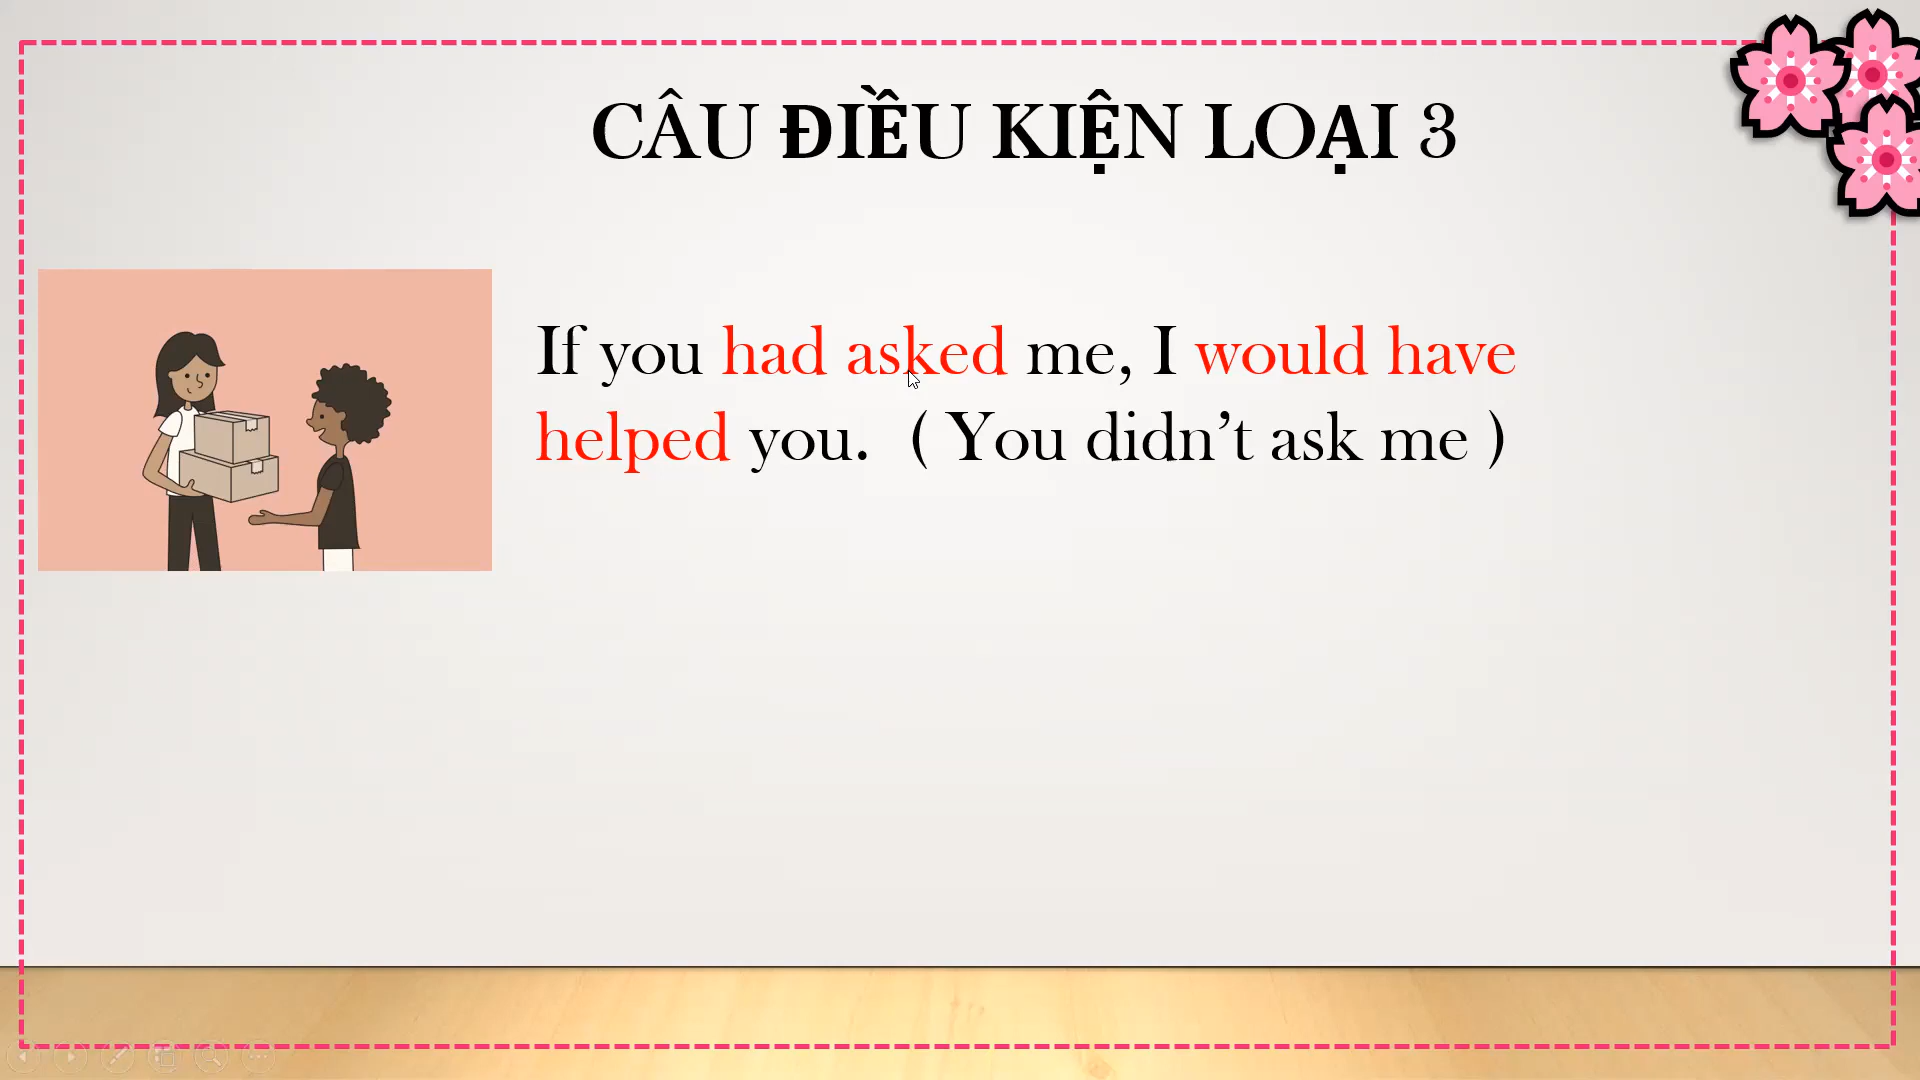 CÂU ĐIỀU KIỆN LOẠI 3
If you had asked me, I would have
helped you. ( You didn’t ask me )